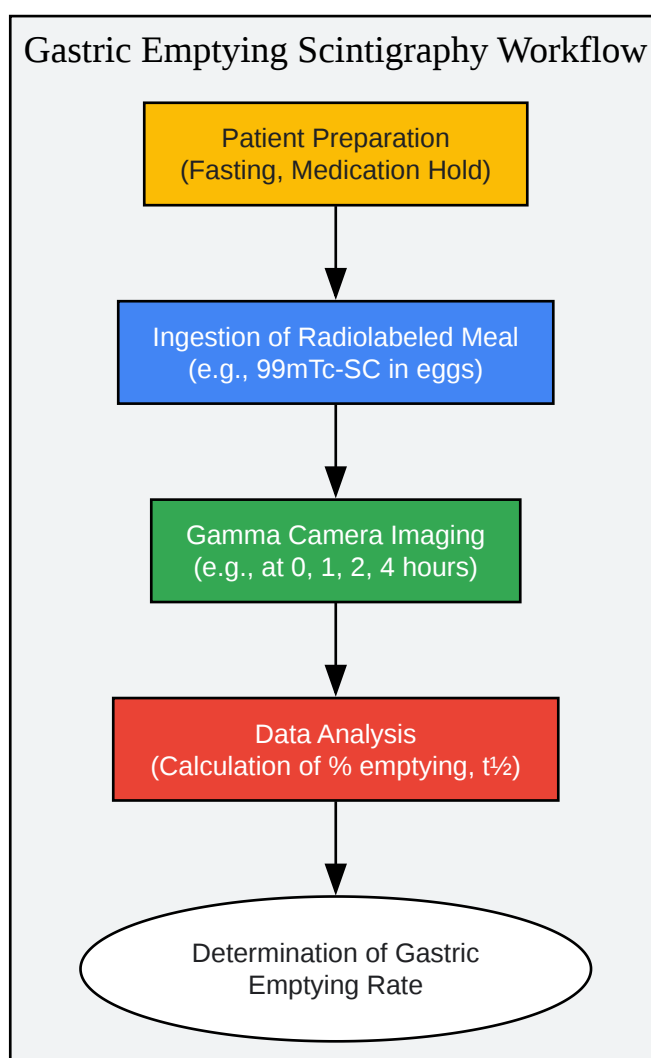 Gastric Emptying Scintigraphy Workflow
Patient Preparation
(Fasting, Medication Hold)
Ingestion of Radiolabeled Meal
(e.g., 99mTc-SC in eggs)
Gamma Camera Imaging
(e.g., at 0, 1, 2, 4 hours)
Data Analysis
(Calculation of % emptying, t½)
Determination of Gastric
Emptying Rate